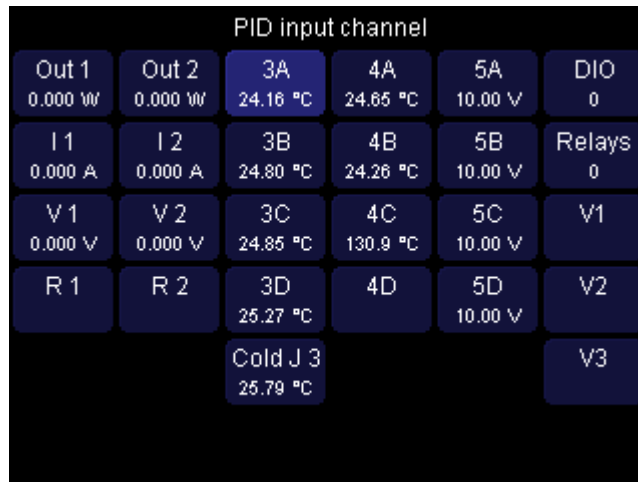 PID input channel
Out 1
0.000 W
Out 2
0.000 W
3A
24.16 °C
4A
24.65 °C
5A
10.00 V
DIO
0
I 1
0.000 A
I 2
0.000 A
3B
24.80 °C
4B
24.26 °C
5B
10.00 V
Relays
0
V 1
0.000 V
V 2
0.000 V
3C
24.85 °C
4C
130.9 °C
5C
10.00 V
V1
R 1
R 2
3D
25.27 °C
4D
5D
10.00 V
V2
Cold J 3
25.79 °C
V3